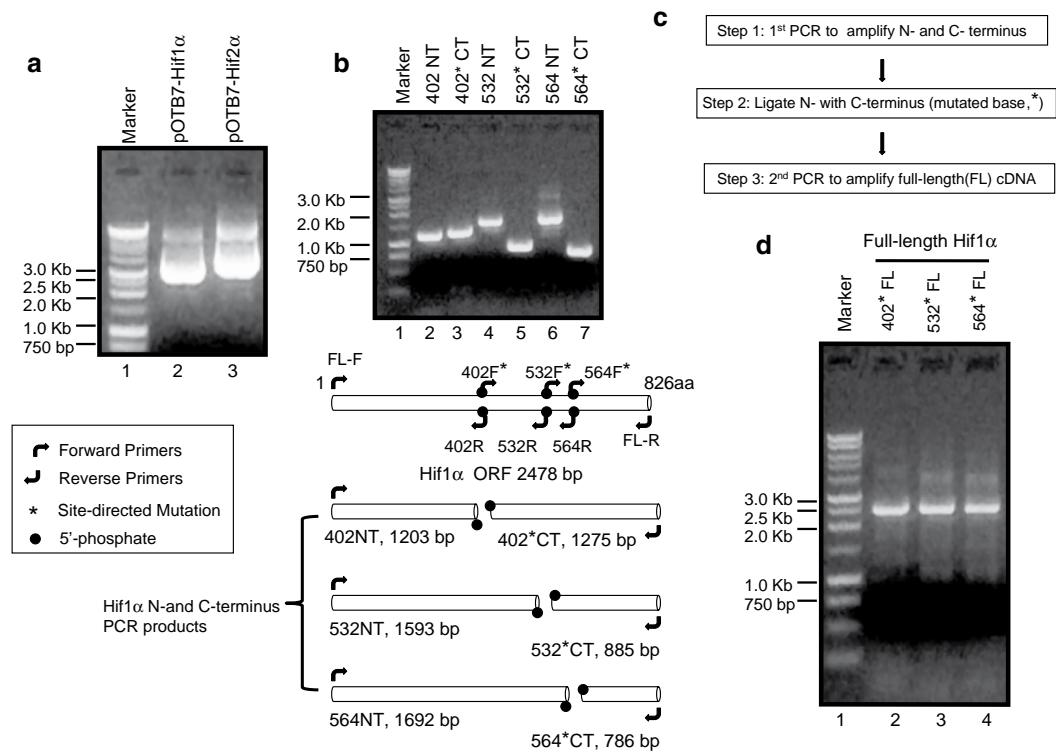 a
Marker
pOTB7-Hif1α
pOTB7-Hif2α
3.0 Kb
2.5 Kb
2.0 Kb
1.0 Kb
750 bp
1 2 3
b
Marker
402 NT
402* CT
532 NT
532* CT
564 NT
564* CT
3.0 Kb
2.0 Kb
1.0 Kb
750 bp
1 2 3 4 5 6 7
FL-F
1
402F*
532F*
564F*
826aa
402R
532R
564R
FL-R
Hif1α ORF 2478 bp
Forward Primers
Reverse Primers
* Site-directed Mutation
5'-phosphate
402NT, 1203 bp
402*CT, 1275 bp
Hif1α N-and C-terminus
PCR products
532NT, 1593 bp
532*CT, 885 bp
564NT, 1692 bp
564*CT, 786 bp
c
Step 1: 1st PCR to amplify N- and C- terminus
Step 2: Ligate N- with C-terminus (mutated base,*)
Step 3: 2nd PCR to amplify full-length(FL) cDNA
d
Full-length Hif1α
Marker
402* FL
532* FL
564* FL
3.0 Kb
2.5 Kb
2.0 Kb
1.0 Kb
750 bp
1 2 3 4